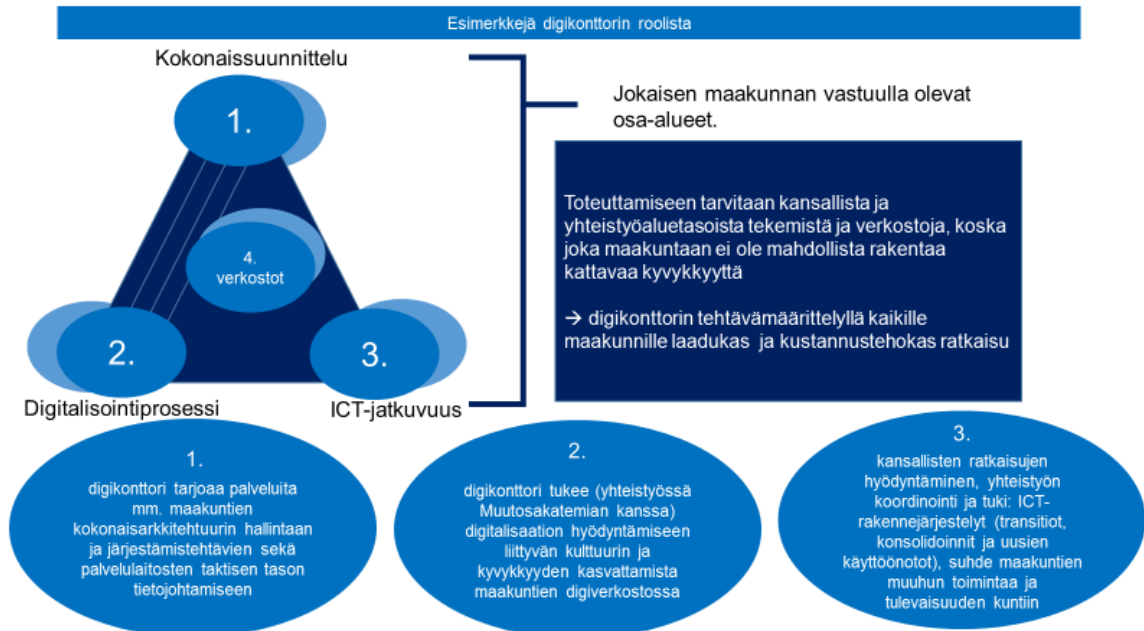 Esimerkkejä digikonttorin roolista
Kokonaissuunnittelu
1.
4.
verkostot
2.
3.
Digitalisointiprosessi
ICT-jatkuvuus
Jokaisen maakunnan vastuulla olevat
osa-alueet.
Toteuttamiseen tarvitaan kansallista ja
yhteistyöaluetasoista tekemistä ja verkostoja, koska
joka maakuntaan ei ole mahdollista rakentaa
kattavaa kyvykkyyttä
→ digikonttorin tehtävämäärittelyllä kaikille
maakunnille laadukas ja kustannustehokas ratkaisu
1.
digikonttori tarjoaa palveluita
mm. maakuntien
kokonaisarkkitehtuurin hallintaan
ja järjestämistehtävien sekä
palvelulaitosten taktisen tason
tietojohtamiseen
2.
digikonttori tukee (yhteistyössä
Muutosakatemian kanssa)
digitalisaation hyödyntämiseen
liittyvän kulttuurin ja
kyvykkyyden kasvattamista
maakuntien digiverkostossa
3.
kansallisten ratkaisujen
hyödyntäminen, yhteistyön
koordinointi ja tuki: ICT-
rakennejärjestelyt (transitiot,
konsolidoinnit ja uusien
käyttöönotot), suhde maakuntien
muuhun toimintaa ja
tulevaisuuden kuntiin